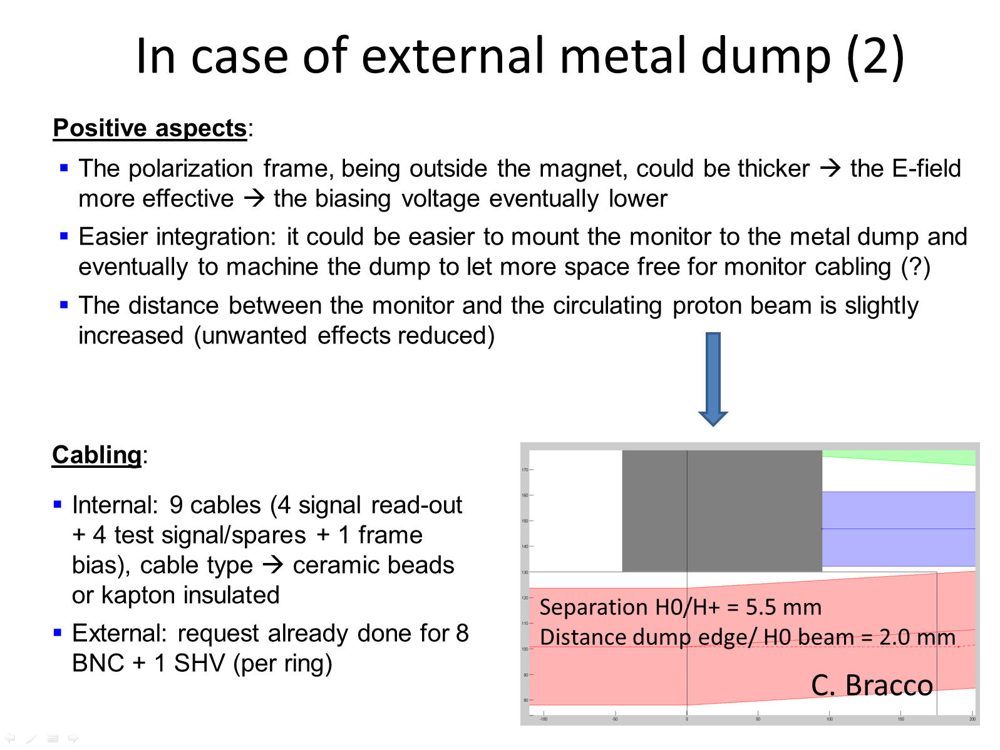 In case of external metal dump (2)
Positive aspects:
▪ The polarization frame, being outside the magnet, could be thicker → the E-field
more effective → the biasing voltage eventually lower
▪ Easier integration: it could be easier to mount the monitor to the metal dump and
eventually to machine the dump to let more space free for monitor cabling (?)
▪ The distance between the monitor and the circulating proton beam is slightly
increased (unwanted effects reduced)
Cabling:
▪ Internal: 9 cables (4 signal read-out
+ 4 test signal/spares + 1 frame
bias), cable type → ceramic beads
or kapton insulated
▪ External: request already done for 8
BNC + 1 SHV (per ring)
170
160
150
140
130
120
110
100
90
80
Separation H0/H+ = 5.5 mm
Distance dump edge/ H0 beam = 2.0 mm
C. Bracco
-100 -50 0 50 100 150 200